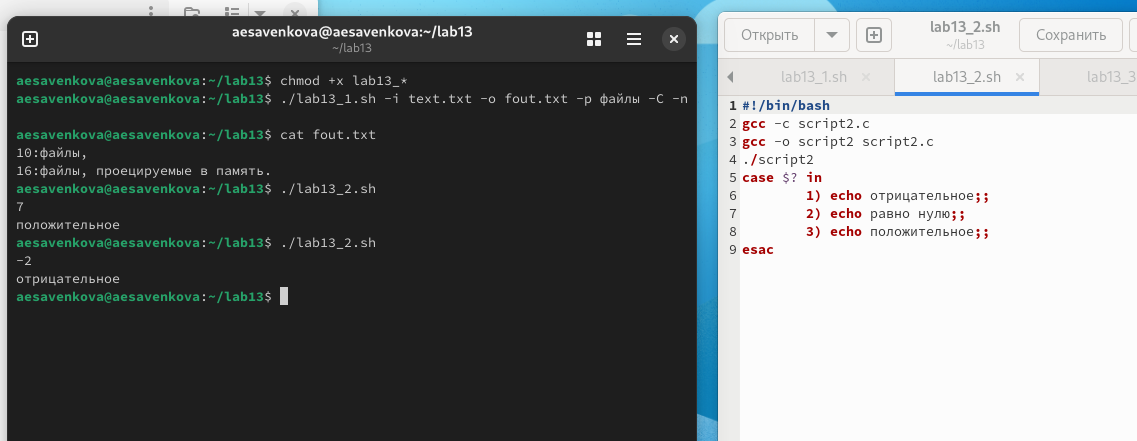 aesavenkova@aesavenkova:~/lab13
~/lab13
aesavenkova@aesavenkova:~/lab13$ chmod +x lab13_*
aesavenkova@aesavenkova:~/lab13$ ./lab13_1.sh -i text.txt -o fout.txt -p файлы -C -n
aesavenkova@aesavenkova:~/lab13$ cat fout.txt
10:файлы,
16:файлы, проецируемые в память.
aesavenkova@aesavenkova:~/lab13$ ./lab13_2.sh
7
положительное
aesavenkova@aesavenkova:~/lab13$ ./lab13_2.sh
-2
отрицательное
aesavenkova@aesavenkova:~/lab13$
Открыть
lab13_2.sh
~/lab13
Сохранить
lab13_1.sh
lab13_2.sh
lab13_3
1 #!/bin/bash
2 gcc -c script2.c
3 gcc -o script2 script2.c
4 ./script2
5 case $? in
6 1) echo отрицательное;;
7 2) echo равно нулю;;
8 3) echo положительное;;
9 esac